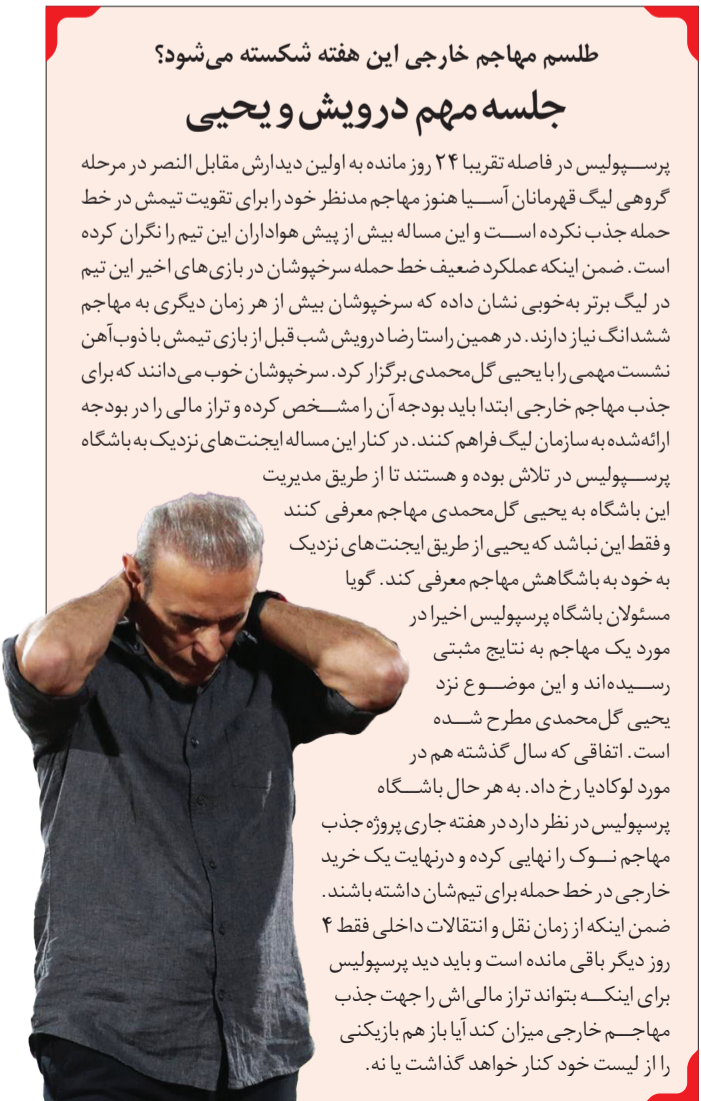 طلسم مهاجم خارجی این هفته شکسته می‌شود؟
جلسه مهم درویش و یحیی
پرسپولیس در فاصله تقریبا ۲۴ روز مانده به اولین دیدارش مقابل النصر در مرحله
گروهی لیگ قهرمانان آسیا هنوز مهاجم مدنظر خود را برای تقویت تیمش در خط
حمله جذب نکرده است و این مساله بیش از پیش هواداران این تیم را نگران کرده
است. ضمن اینکه عملکرد ضعیف خط حمله سرخپوشان در بازی‌های اخیر این تیم
در لیگ برتر به‌خوبی نشان داده که سرخپوشان بیش از هر زمان دیگری به مهاجم
ششدانگ نیاز دارند. در همین راستا رضا درویش شب قبل از بازی تیمش با ذوب‌آهن
نشست مهمی را با یحیی گل‌محمدی برگزار کرد. سرخپوشان خوب می‌دانند که برای
جذب مهاجم خارجی ابتدا باید بودجه آن را مشخص کرده و تراز مالی را در بودجه
ارائه‌شده به سازمان لیگ فراهم کنند. در کنار این مساله ایجنت‌های نزدیک به باشگاه
پرسپولیس در تلاش بوده و هستند تا از طریق مدیریت
این باشگاه به یحیی گل‌محمدی مهاجم معرفی کنند
و فقط این نباشد که یحیی از طریق ایجنت‌های نزدیک
به خود به باشگاهش مهاجم معرفی کند. گویا
مسئولان باشگاه پرسپولیس اخیرا در
مورد یک مهاجم به نتایج مثبتی
رسیده‌اند و این موضوع نزد
یحیی گل‌محمدی مطرح شده
است. اتفاقی که سال گذشته هم در
مورد لوکادیا رخ داد. به هر حال باشگاه
پرسپولیس در نظر دارد در هفته جاری پروژه جذب
مهاجم نوک را نهایی کرده و درنهایت یک خرید
خارجی در خط حمله برای تیم‌شان داشته باشند.
ضمن اینکه از زمان نقل و انتقالات داخلی فقط ۴
روز دیگر باقی مانده است و باید دید پرسپولیس
برای اینکه بتواند تراز مالی‌اش را جهت جذب
مهاجم خارجی میزان کند آیا باز هم بازیکنی
را از لیست خود کنار خواهد گذاشت یا نه.